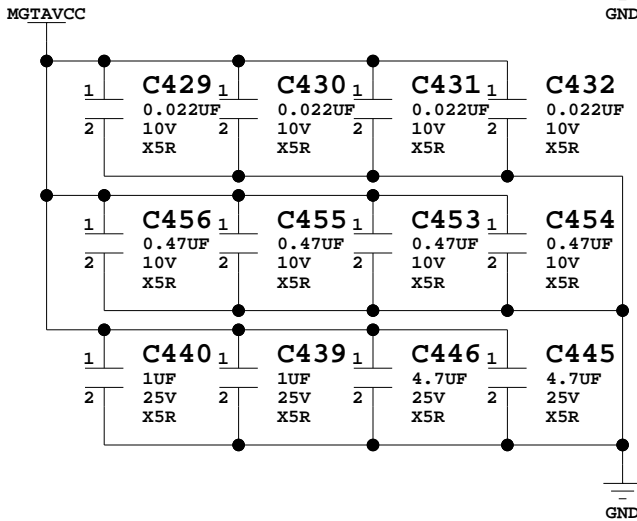 MGTAVCC
GND
1 C429 1 C430 1 C431 1 C432
0.022UF 0.022UF 0.022UF 0.022UF
2 10V 2 10V 2 10V 2 10V
X5R X5R X5R X5R
1 C456 1 C455 1 C453 1 C454
0.47UF 0.47UF 0.47UF 0.47UF
2 10V 2 10V 2 10V 2 10V
X5R X5R X5R X5R
1 C440 1 C439 1 C446 1 C445
1UF 1UF 4.7UF 4.7UF
2 25V 2 25V 2 25V 2 25V
X5R X5R X5R X5R
GND